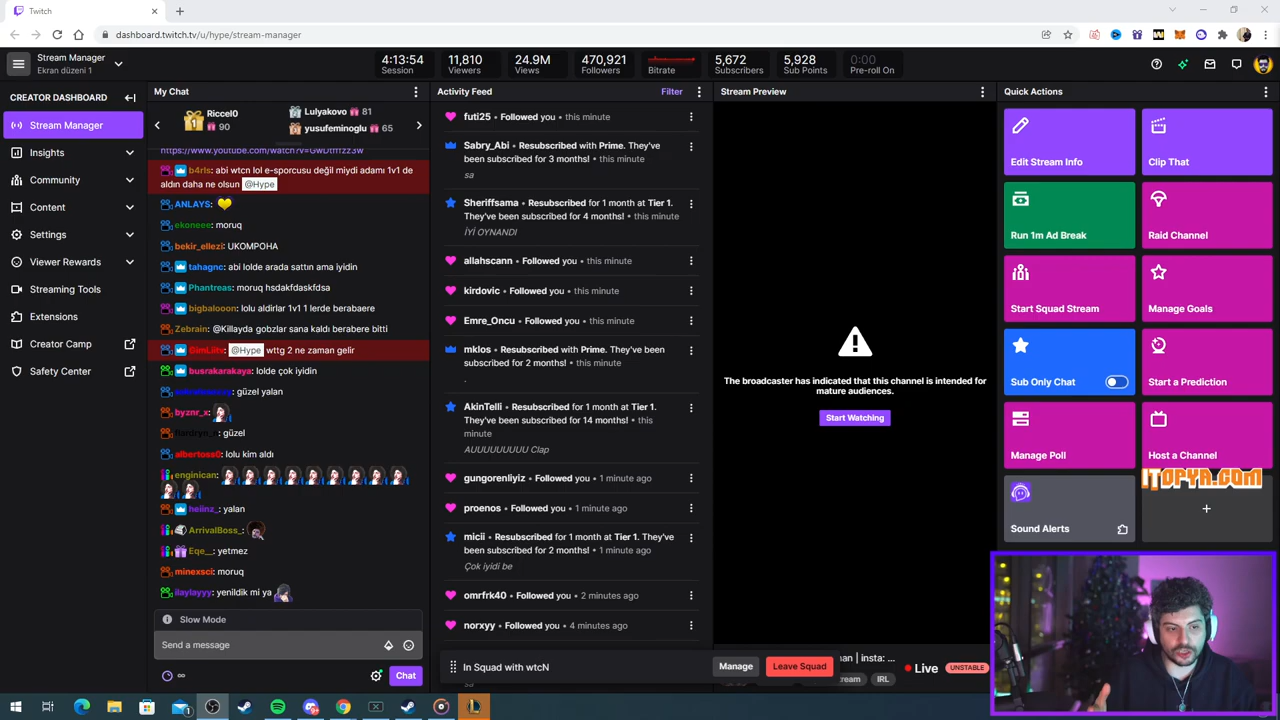 Twitch
dashboard.twitch.tv/u/hype/stream-manager
Stream Manager
Ekran düzeni 1
4:13:54
Session
11,810
Viewers
24.9M
Views
470,921
Followers
Bitrate
5,672
Subscribers
5,928
Sub Points
0:00
Pre-roll On
CREATOR DASHBOARD
Stream Manager
Insights
Community
Content
Settings
Viewer Rewards
Streaming Tools
Extensions
Creator Camp
Safety Center
My Chat
1
Riccel0
90
Lulyakovo 81
yusufeminoglu 65
b4rls: abi wtcn lol e-sporcusu değil miydi adamı 1v1 de
aldın daha ne olsun @Hype
ANLAYS:
ekoneee: moruq
bekir_ellezi: UKOMPOHA
tahagnc: abi lolde arada sattın ama iyidin
Phantreas: moruq hsdakfdaskfdsa
bigbalooon: lolu aldirlar 1v1 1 lerde berabaere
Zebrain: @Killayda gobzlar sana kaldı berabere bitti
@Hype wttg 2 ne zaman gelir
busrakarakaya: lolde çok iyidin
güzel yalan
byznr_x:
güzel
albertoss0: lolu kim aldı
enginican:
heiinz_: yalan
ArrivalBoss_:
Eqe__: yetmez
minexsci: moruq
ilaylayyy: yenildik mi ya
Slow Mode
Send a message
∞
Chat
Activity Feed
Filter
futi25 • Followed you • this minute
Sabry_Abi • Resubscribed with Prime. They've
been subscribed for 3 months! • this minute
sa
Sheriffsama • Resubscribed for 1 month at Tier 1.
They've been subscribed for 4 months! • this minute
İYİ OYNANDI
allahscann • Followed you • this minute
kirdovic • Followed you • this minute
Emre_Oncu • Followed you • this minute
mklos • Resubscribed with Prime. They've been
subscribed for 2 months! • this minute
.
AkinTelli • Resubscribed for 1 month at Tier 1.
They've been subscribed for 14 months! • this
minute
AUUUUUUUUU Clap
gusmorenliyiz • Followed you • 1 minute ago
proenos • Followed you • 1 minute ago
micii • Resubscribed for 1 month at Tier 1. They've
been subscribed for 2 months! • 1 minute ago
Çok iyidi be
omrfrk40 • Followed you • 2 minutes ago
norxyy • Followed you • 4 minutes ago
In Squad with wtcN
Manage
Leave Squad
sa
Stream Preview
The broadcaster has indicated that this channel is intended for
mature audiences.
Start Watching
nan | insta: ...
Live
UNSTABLE
stream
IRL
Quick Actions
Edit Stream Info
Clip That
Run 1m Ad Break
Raid Channel
Start Squad Stream
Manage Goals
Sub Only Chat
Start a Prediction
Manage Poll
Host a Channel
Sound Alerts
ITOPYA.COM